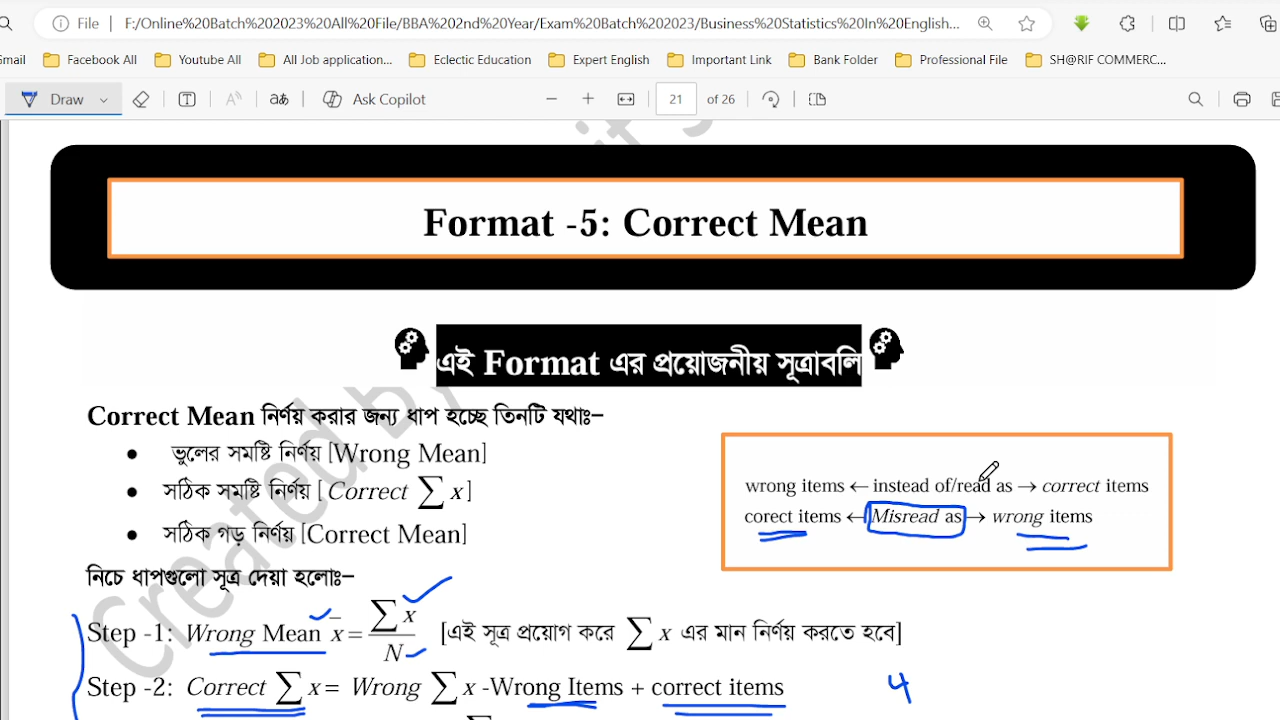 File F:/Online%20Batch%202023%20All%20File/BBA%202nd%20Year/Exam%20Batch%202023/Business%20Statistics%20In%20English...
Gmail Facebook All Youtube All All Job application... Eclectic Education Expert English Important Link Bank Folder Professional File SH@RIF COMMERC...
Draw Ask Copilot 21 of 26
Format -5: Correct Mean
এই Format এর প্রয়োজনীয় সূত্রাবলি
Correct Mean নির্ণয় করার জন্য ধাপ হচ্ছে তিনটি যথাঃ–
• ভুলের সমষ্টি নির্ণয় [Wrong Mean]
• সঠিক সমষ্টি নির্ণয় [ Correct ∑ x ]
• সঠিক গড় নির্ণয় [Correct Mean]
wrong items ← instead of/read as → correct items
corect items ← Misread as → wrong items
নিচে ধাপগুলো সূত্র দেয়া হলোঃ–
Step -1: Wrong Mean x̄ = ∑ x / N [এই সূত্র প্রয়োগ করে ∑ x এর মান নির্ণয় করতে হবে]
Step -2: Correct ∑ x = Wrong ∑ x -Wrong Items + correct items 4
Created By